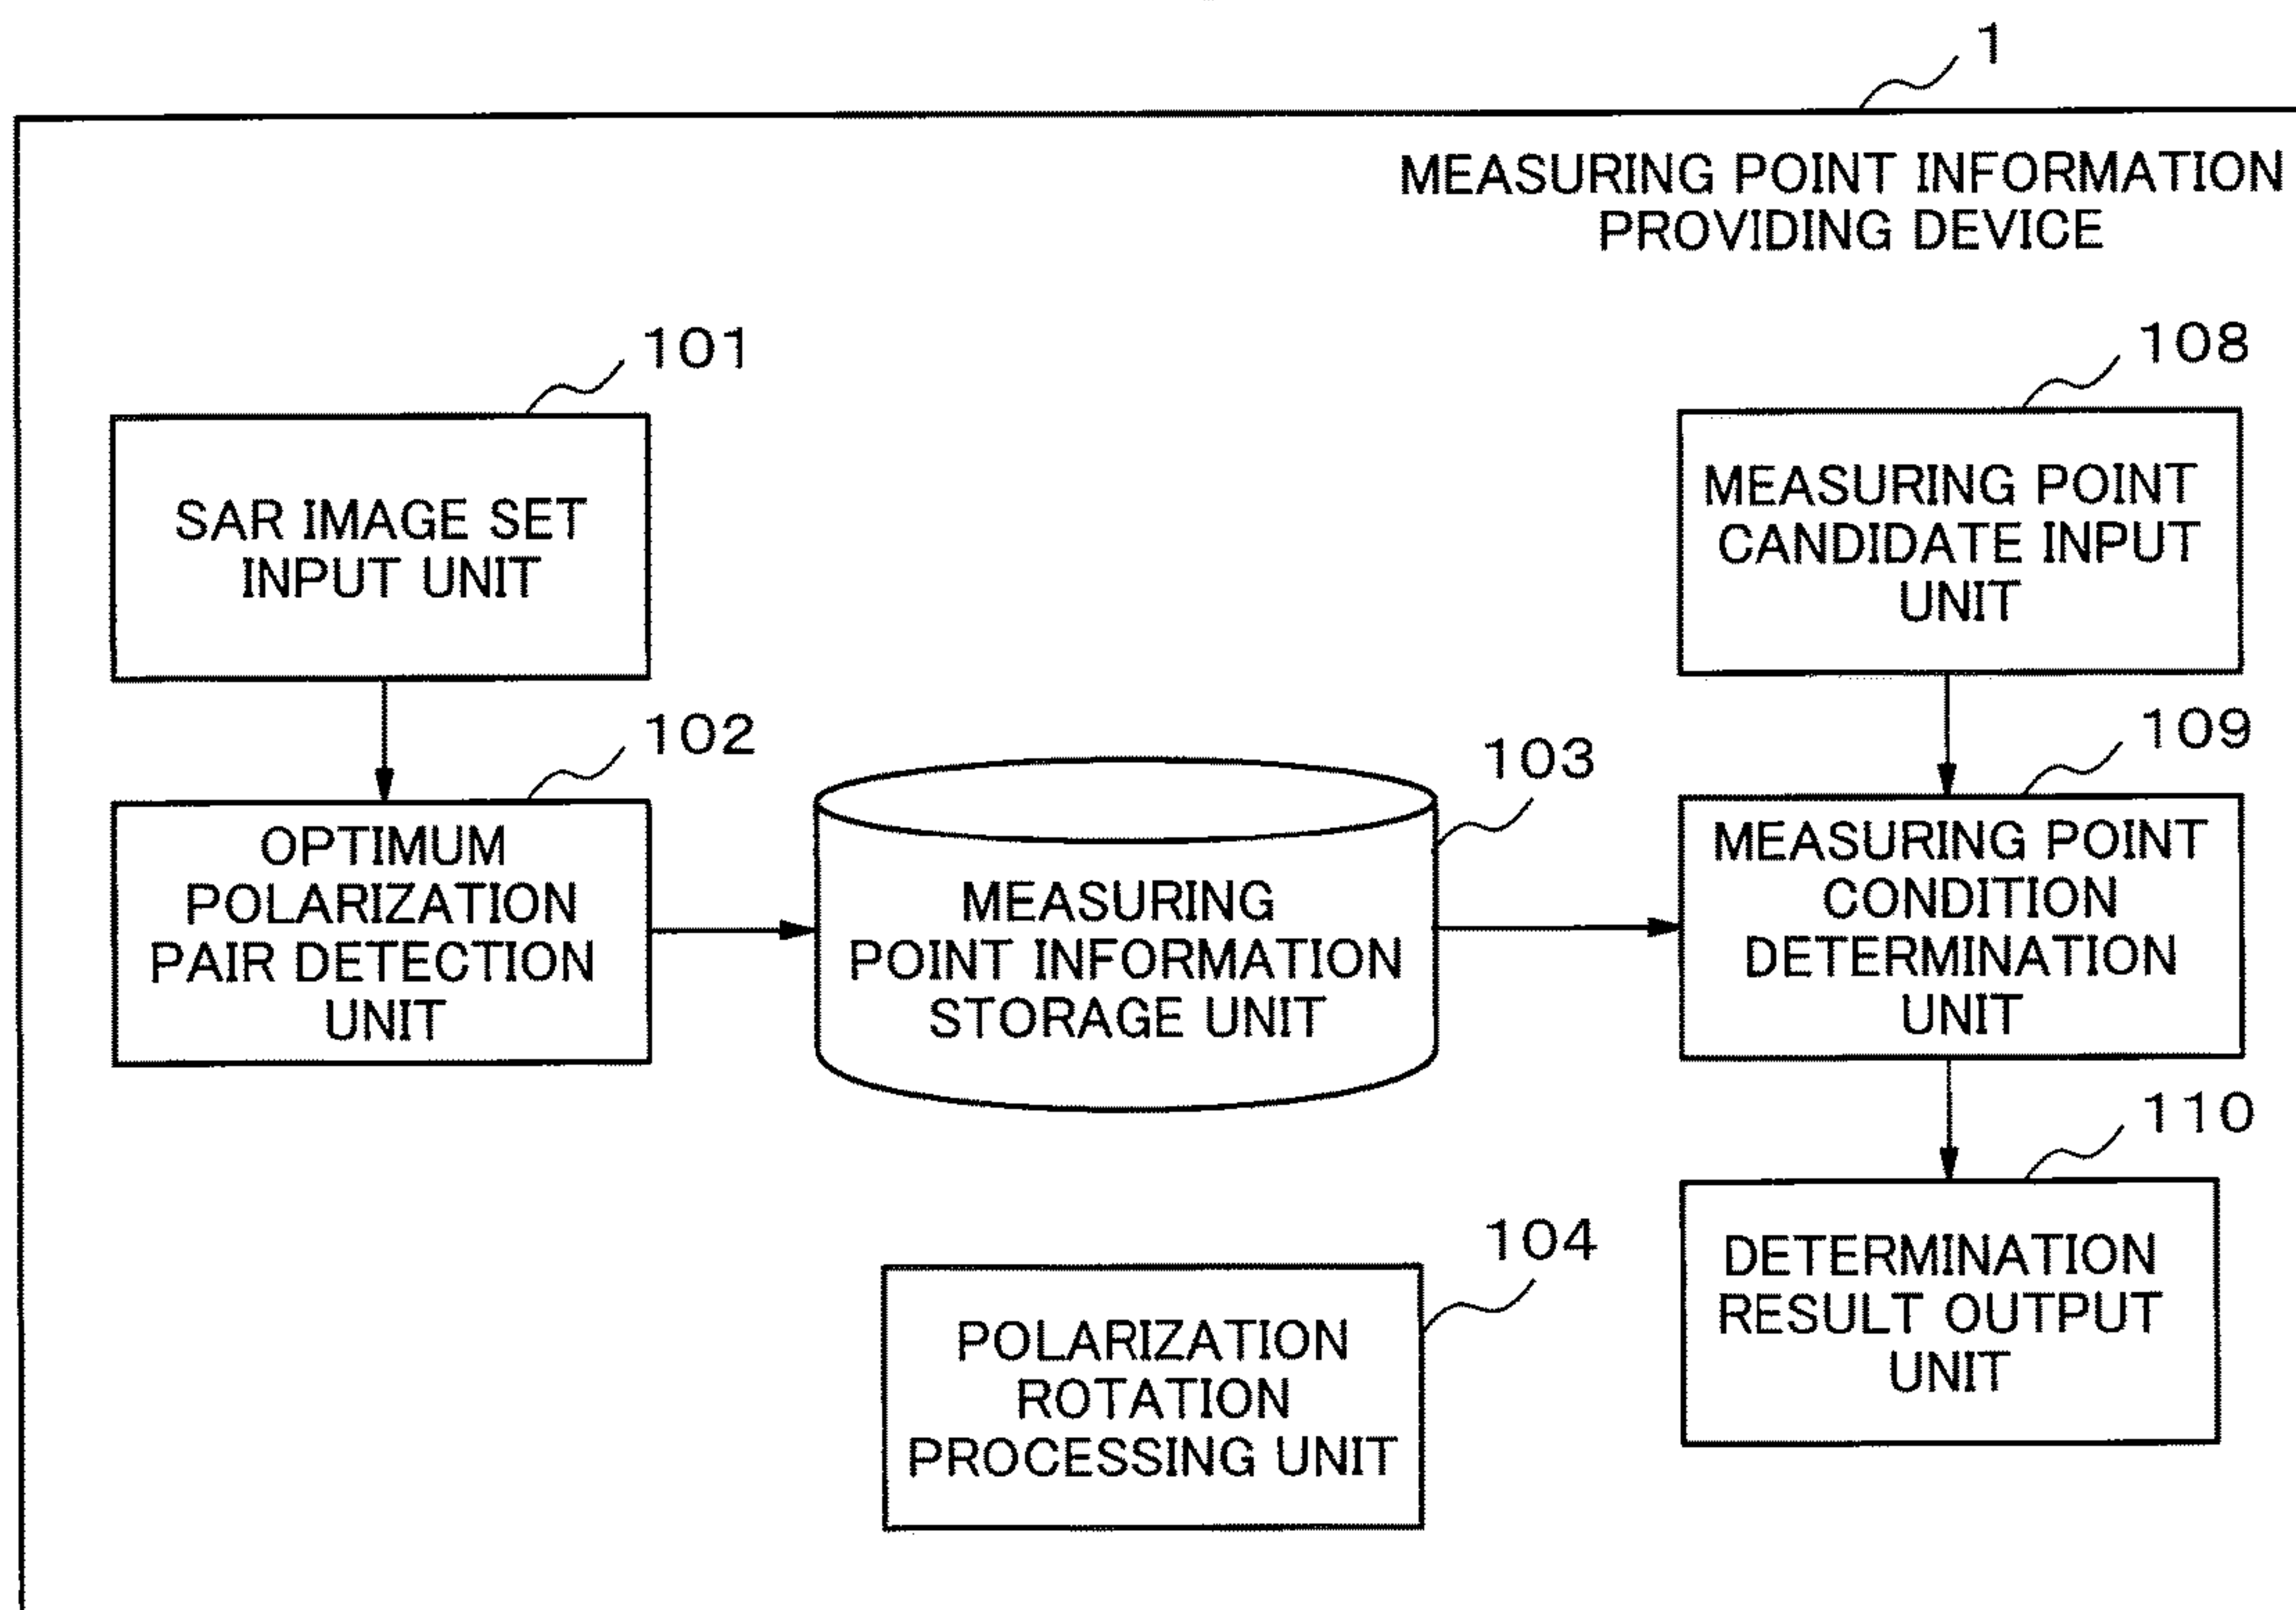 1
MEASURING POINT INFORMATION
PROVIDING DEVICE
101
SAR IMAGE SET
INPUT UNIT
108
MEASURING POINT
CANDIDATE INPUT
UNIT
102
OPTIMUM
POLARIZATION
PAIR DETECTION
UNIT
103
MEASURING
POINT INFORMATION
STORAGE UNIT
109
MEASURING POINT
CONDITION
DETERMINATION
UNIT
104
POLARIZATION
ROTATION
PROCESSING UNIT
110
DETERMINATION
RESULT OUTPUT
UNIT